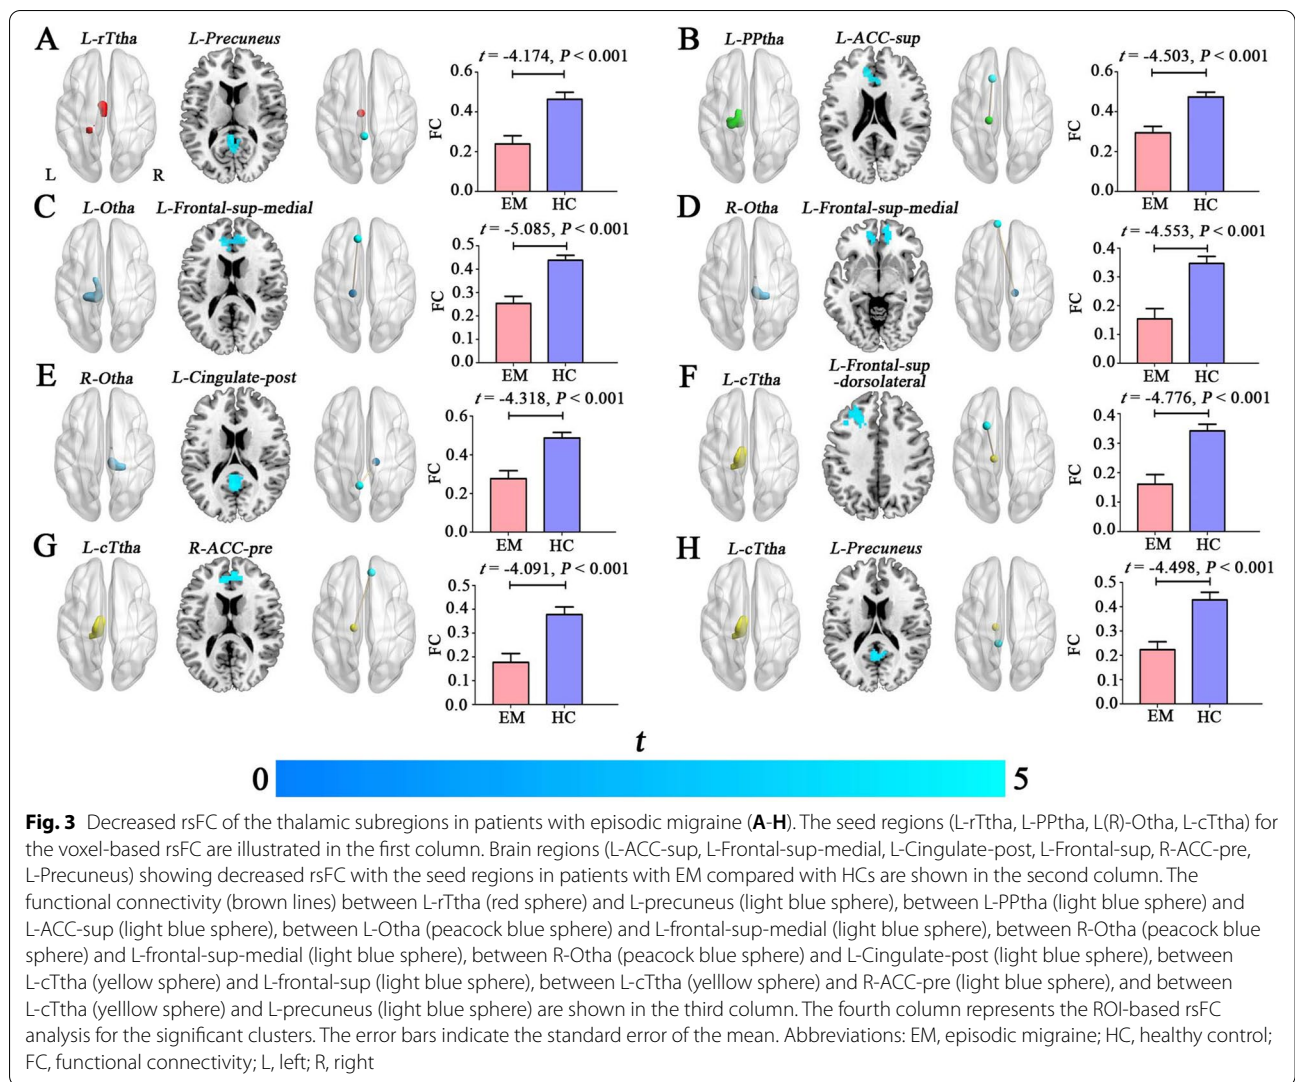 A L-rTtha L-Precuneus
t = -4.174, P < 0.001
FC
0.6
0.4
0.2
0.0
EM HC
L R
B L-PPtha L-ACC-sup
t = -4.503, P < 0.001
FC
0.6
0.4
0.2
0.0
EM HC
C L-Otha L-Frontal-sup-medial
t = -5.085, P < 0.001
FC
0.5
0.4
0.3
0.2
0.1
0.0
EM HC
D R-Otha L-Frontal-sup-medial
t = -4.553, P < 0.001
FC
0.4
0.3
0.2
0.1
0.0
EM HC
E R-Otha L-Cingulate-post
t = -4.318, P < 0.001
FC
0.6
0.4
0.2
0.0
EM HC
F L-cTtha L-Frontal-sup
-dorsolateral
t = -4.776, P < 0.001
FC
0.4
0.3
0.2
0.1
0.0
EM HC
G L-cTtha R-ACC-pre
t = -4.091, P < 0.001
FC
0.5
0.4
0.3
0.2
0.1
0.0
EM HC
H L-cTtha L-Precuneus
t = -4.498, P < 0.001
FC
0.5
0.4
0.3
0.2
0.1
0.0
EM HC
t
0 5
Fig. 3 Decreased rsFC of the thalamic subregions in patients with episodic migraine (A-H). The seed regions (L-rTtha, L-PPtha, L(R)-Otha, L-cTtha) for
the voxel-based rsFC are illustrated in the first column. Brain regions (L-ACC-sup, L-Frontal-sup-medial, L-Cingulate-post, L-Frontal-sup, R-ACC-pre,
L-Precuneus) showing decreased rsFC with the seed regions in patients with EM compared with HCs are shown in the second column. The
functional connectivity (brown lines) between L-rTtha (red sphere) and L-precuneus (light blue sphere), between L-PPtha (light blue sphere) and
L-ACC-sup (light blue sphere), between L-Otha (peacock blue sphere) and L-frontal-sup-medial (light blue sphere), between R-Otha (peacock blue
sphere) and L-frontal-sup-medial (light blue sphere), between R-Otha (peacock blue sphere) and L-Cingulate-post (light blue sphere), between
L-cTtha (yellow sphere) and L-frontal-sup (light blue sphere), between L-cTtha (yelllow sphere) and R-ACC-pre (light blue sphere), and between
L-cTtha (yelllow sphere) and L-precuneus (light blue sphere) are shown in the third column. The fourth column represents the ROI-based rsFC
analysis for the significant clusters. The error bars indicate the standard error of the mean. Abbreviations: EM, episodic migraine; HC, healthy control;
FC, functional connectivity; L, left; R, right